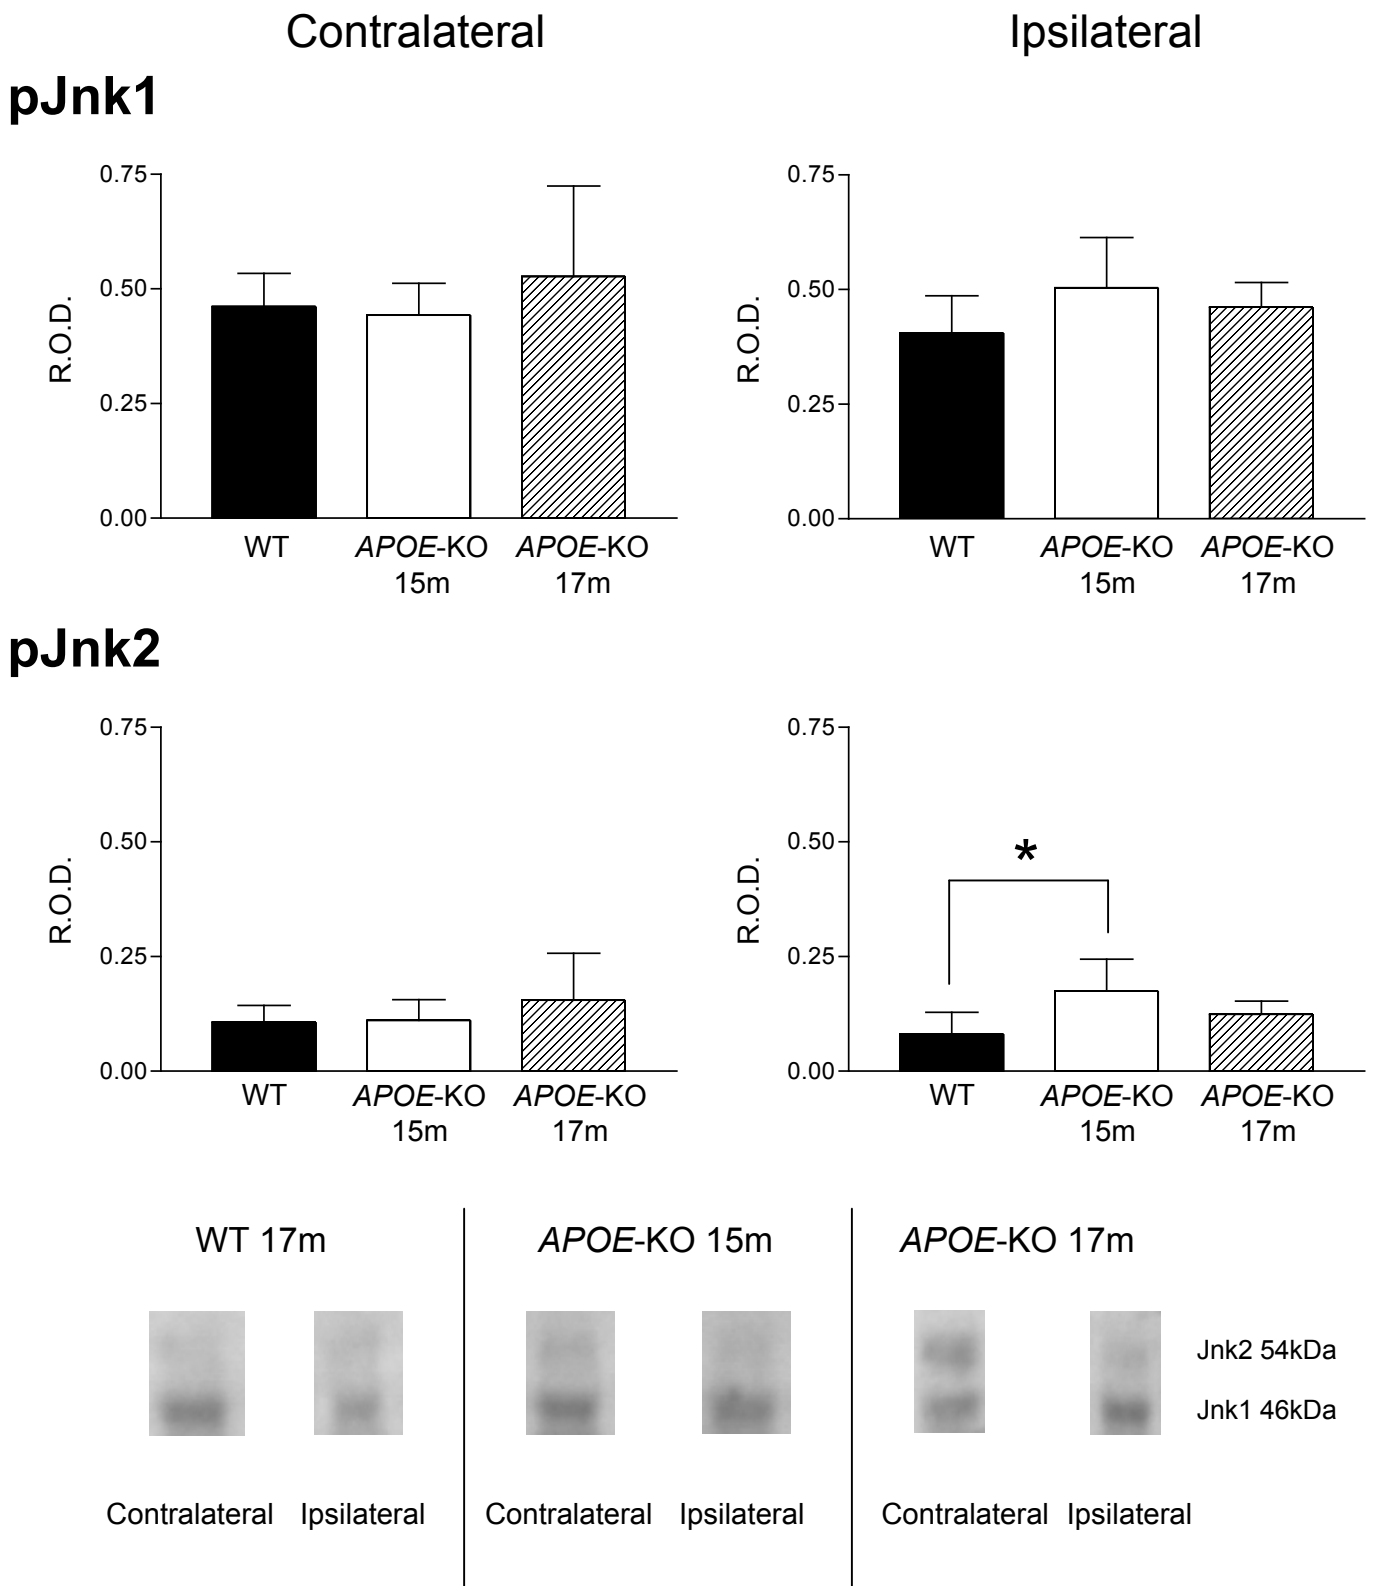 Contralateral Ipsilateral
pJnk1
0.75 0.75
0.50 0.50
R.O.D. R.O.D.
0.25 0.25
0.00 0.00
WT APOE-KO APOE-KO WT APOE-KO APOE-KO
15m 17m 15m 17m
pJnk2
0.75 0.75
0.50 0.50
*
R.O.D. R.O.D.
0.25 0.25
0.00 0.00
WT APOE-KO APOE-KO WT APOE-KO APOE-KO
15m 17m 15m 17m
WT 17m APOE-KO 15m APOE-KO 17m
Jnk2 54kDa
Jnk1 46kDa
Contralateral Ipsilateral Contralateral Ipsilateral Contralateral Ipsilateral